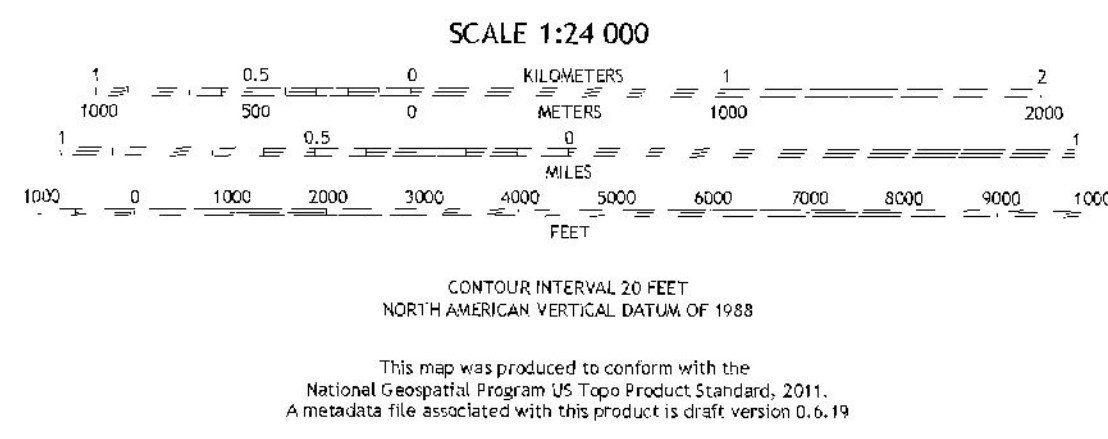 SCALE 1:24 000
1 0.5 0 KILOMETERS 1 2
1000 500 0 METERS 1000 2000
1 0.5 0 1
MILES
1000 0 1000 2000 3000 4000 5000 6000 7000 8000 9000 1000
FEET
CONTOUR INTERVAL 20 FEET
NORTH AMERICAN VERTICAL DATUM OF 1988
This map was produced to conform with the
National Geospatial Program US Topo Product Standard, 2011.
A metadata file associated with this product is draft version 0.6.19